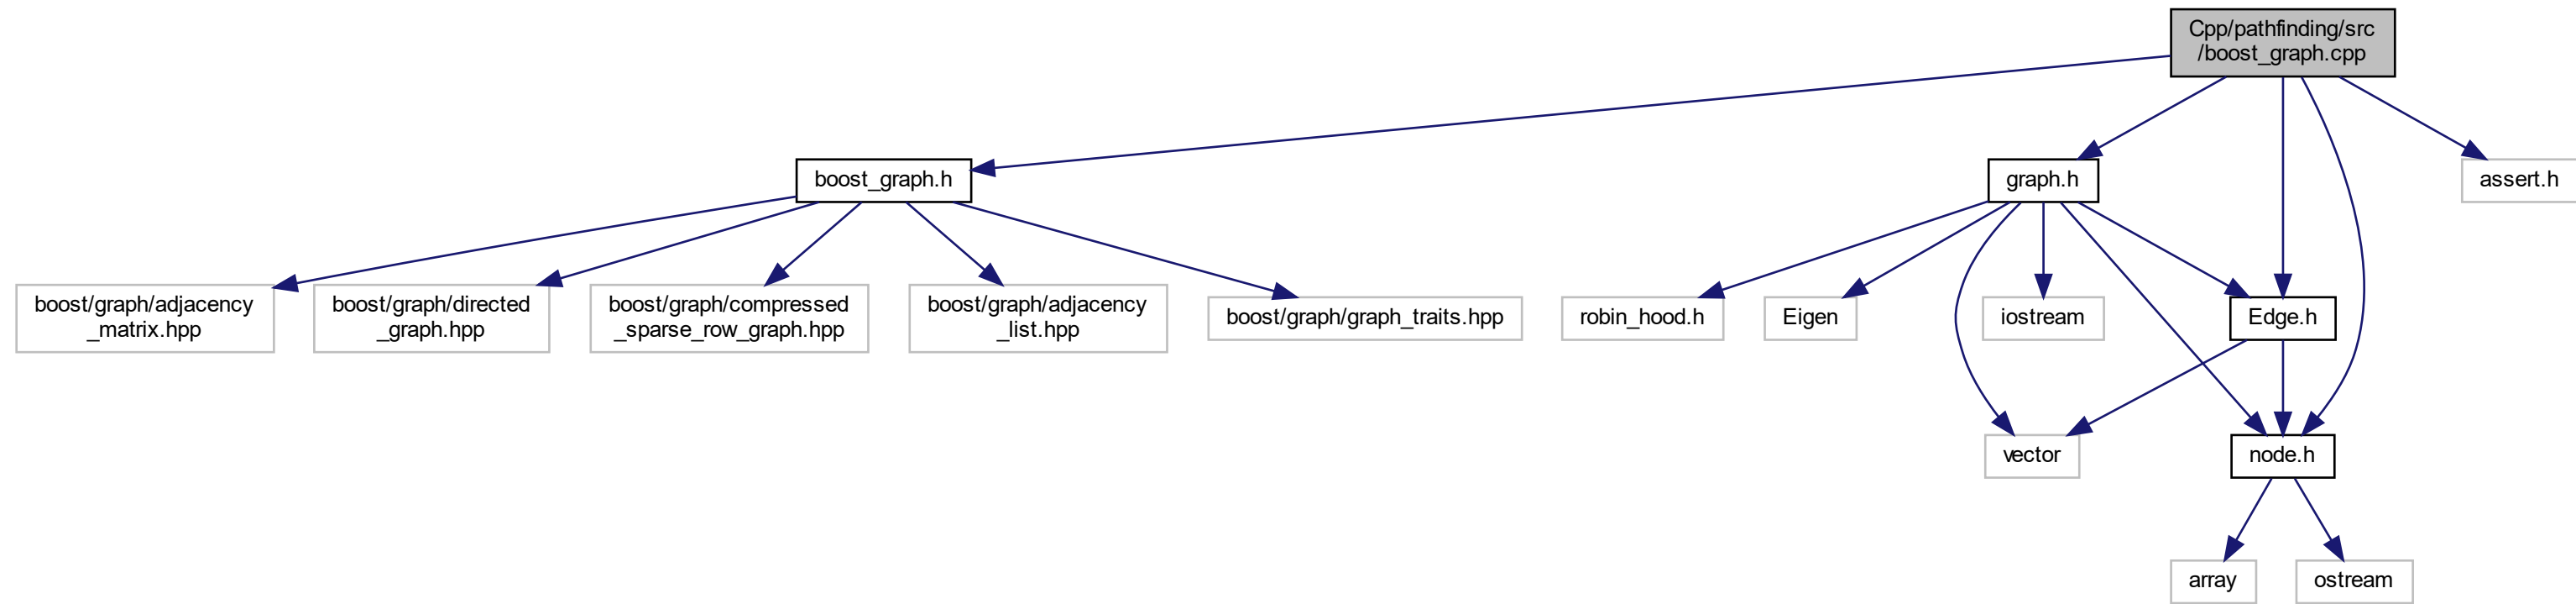 Cpp/pathfinding/src
/boost_graph.cpp
boost_graph.h
graph.h
assert.h
boost/graph/adjacency
_matrix.hpp
boost/graph/directed
_graph.hpp
boost/graph/compressed
_sparse_row_graph.hpp
boost/graph/adjacency
_list.hpp
boost/graph/graph_traits.hpp
robin_hood.h
Eigen
iostream
Edge.h
vector
node.h
array
ostream